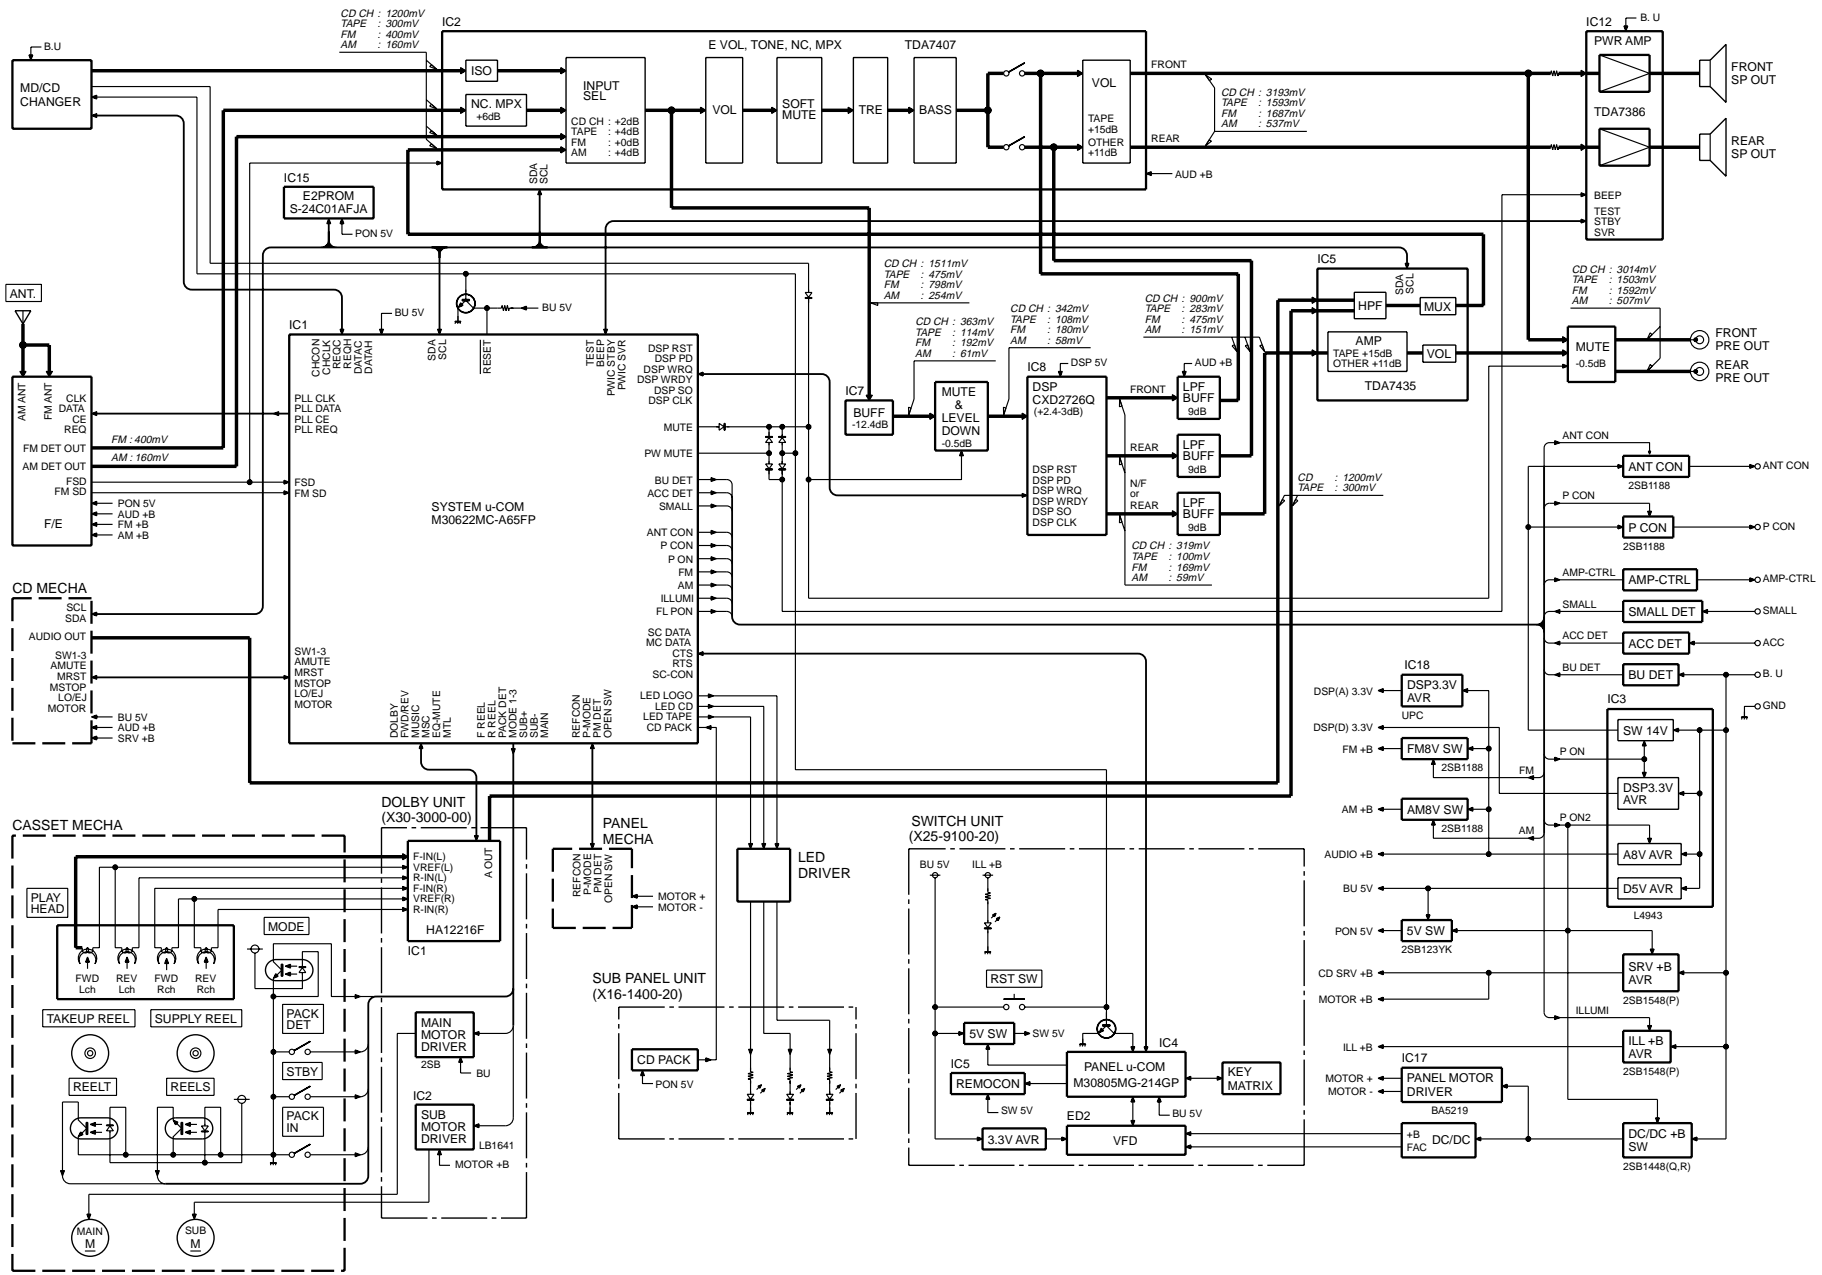 CD CH : 1200mV
TAPE : 300mV
FM : 400mV
AM : 160mV
B.U
MD/CD
CHANGER
IC2
E VOL, TONE, NC, MPX
TDA7407
ISO
NC. MPX
+6dB
INPUT
SEL
CD CH : +2dB
TAPE : +4dB
FM : +0dB
AM : +4dB
VOL
SOFT
MUTE
TRE
BASS
VOL
TAPE
+15dB
OTHER
+11dB
SDA
SCL
FRONT
REAR
CD CH : 3193mV
TAPE : 1593mV
FM : 1687mV
AM : 537mV
AUD +B
IC12
B. U
PWR AMP
TDA7386
BEEP
TEST
STBY
SVR
FRONT
SP OUT
REAR
SP OUT
IC15
E2PROM
S-24C01AFJA
PON 5V
ANT.
AM ANT
FM ANT
CLK
DATA
CE
REQ
FM DET OUT
AM DET OUT
FSD
FM SD
F/E
FM : 400mV
AM : 160mV
PON 5V
AUD +B
FM +B
AM +B
IC1
BU 5V
BU 5V
CHCON
CHCLK
REQC
REQH
DATAC
DATAH
SDA
SCL
RESET
TEST
BEEP
PWIC STBY
PWIC SVR
PLL CLK
PLL DATA
PLL CE
PLL REQ
FSD
FM SD
SYSTEM u-COM
M30622MC-A65FP
DSP RST
DSP PD
DSP WRQ
DSP WRDY
DSP SO
DSP CLK
MUTE
PW MUTE
BU DET
ACC DET
SMALL
ANT CON
P CON
P ON
FM
AM
ILLUMI
FL PON
SC DATA
MC DATA
CTS
RTS
SC-CON
LED LOGO
LED CD
LED TAPE
CD PACK
SW1-3
AMUTE
MRST
MSTOP
LO/EJ
MOTOR
DOLBY
FWD/REV
MUSIC
MSC
EQ-MUTE
MTL
F REEL
R REEL
PACK DET
MODE 1-3
SUB+
SUB-
MAIN
REFCON
P-MODE
PM DET
OPEN SW
CD CH : 1511mV
TAPE : 475mV
FM : 798mV
AM : 254mV
CD CH : 363mV
TAPE : 114mV
FM : 192mV
AM : 61mV
CD CH : 342mV
TAPE : 108mV
FM : 180mV
AM : 58mV
CD CH : 900mV
TAPE : 283mV
FM : 475mV
AM : 151mV
IC7
BUFF
-12.4dB
MUTE
&
LEVEL
DOWN
-0.5dB
IC8
DSP 5V
DSP
CXD2726Q
(+2.4-3dB)
DSP RST
DSP PD
DSP WRQ
DSP WRDY
DSP SO
DSP CLK
FRONT
REAR
N/F
or
REAR
AUD +B
LPF
BUFF
9dB
LPF
BUFF
9dB
LPF
BUFF
9dB
CD CH : 319mV
TAPE : 100mV
FM : 169mV
AM : 59mV
IC5
SDA
SCL
HPF
MUX
AMP
TAPE +15dB
OTHER +11dB
VOL
TDA7435
CD : 1200mV
TAPE : 300mV
CD CH : 3014mV
TAPE : 1503mV
FM : 1592mV
AM : 507mV
MUTE
-0.5dB
FRONT
PRE OUT
REAR
PRE OUT
CD MECHA
SCL
SDA
AUDIO OUT
SW1-3
AMUTE
MRST
MSTOP
LO/EJ
MOTOR
BU 5V
AUD +B
SRV +B
ANT CON
ANT CON
2SB1188
ANT CON
P CON
P CON
2SB1188
P CON
AMP-CTRL
AMP-CTRL
AMP-CTRL
SMALL
SMALL DET
SMALL
ACC DET
ACC DET
ACC
BU DET
BU DET
B. U
GND
IC18
DSP(A) 3.3V
DSP3.3V
AVR
UPC
DSP(D) 3.3V
FM +B
FM8V SW
2SB1188
FM
AM +B
AM8V SW
2SB1188
AM
IC3
SW 14V
P ON
DSP3.3V
AVR
P ON2
A8V AVR
D5V AVR
L4943
AUDIO +B
BU 5V
PON 5V
5V SW
2SB123YK
CD SRV +B
MOTOR +B
SRV +B
AVR
2SB1548(P)
ILLUMI
ILL +B
ILL +B
AVR
2SB1548(P)
IC17
MOTOR +
MOTOR -
PANEL MOTOR
DRIVER
BA5219
+B
FAC
DC/DC
DC/DC +B
SW
2SB1448(Q,R)
CASSET MECHA
PLAY
HEAD
FWD
Lch
REV
Lch
FWD
Rch
REV
Rch
MODE
TAKEUP REEL
SUPPLY REEL
PACK
DET
REELT
REELS
STBY
PACK
IN
MAIN
M
SUB
M
DOLBY UNIT
(X30-3000-00)
F-IN(L)
VREF(L)
R-IN(L)
F-IN(R)
VREF(R)
R-IN(R)
A OUT
HA12216F
IC1
MAIN
MOTOR
DRIVER
2SB
BU
IC2
SUB
MOTOR
DRIVER
LB1641
MOTOR +B
PANEL
MECHA
REFCON
P-MODE
PM DET
OPEN SW
MOTOR +
MOTOR -
LED
DRIVER
SUB PANEL UNIT
(X16-1400-20)
CD PACK
PON 5V
SWITCH UNIT
(X25-9100-20)
BU 5V
ILL +B
RST SW
5V SW
SW 5V
IC5
REMOCON
SW 5V
IC4
PANEL u-COM
M30805MG-214GP
KEY
MATRIX
BU 5V
ED2
3.3V AVR
VFD